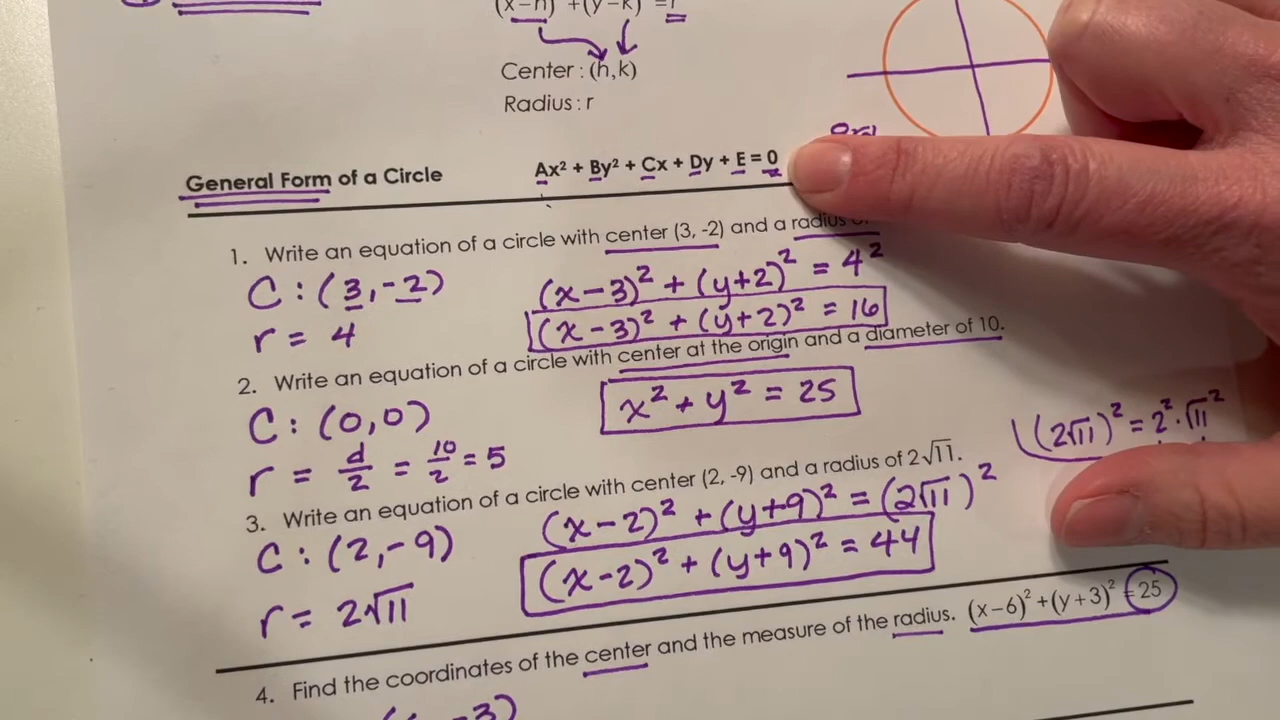 (x−h) +(y−k) =r
Center : (h,k)
Radius : r
General Form of a Circle Ax² + By² + Cx + Dy + E = 0
1. Write an equation of a circle with center (3, -2) and a radius
C : (3, -2) (x − 3)² + (y+2)² = 4²
r = 4 (x − 3)² + (y+2)² = 16
2. Write an equation of a circle with center at the origin and a diameter of 10.
C : (0,0) x² + y² = 25
r = d/2 = 10/2 = 5
(2√11)² = 2² · √11²
3. Write an equation of a circle with center (2, -9) and a radius of 2√11.
C : (2, -9) (x − 2)² + (y+9)² = (2√11)²
r = 2√11 (x − 2)² + (y+9)² = 44
4. Find the coordinates of the center and the measure of the radius. (x−6)² +(y+3)² = 25
-3)